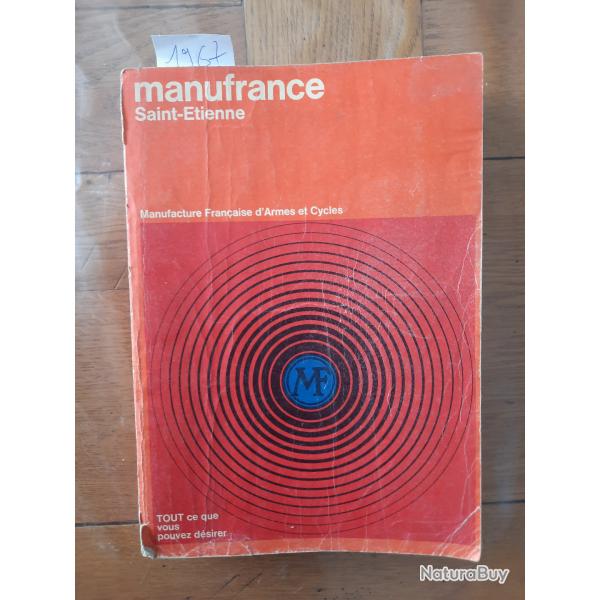 1967
manufrance
Saint-Etienne
Manufacture Française d'Armes et Cycles
MF
TOUT ce que
vous
pouvez désirer
NaturaBuy